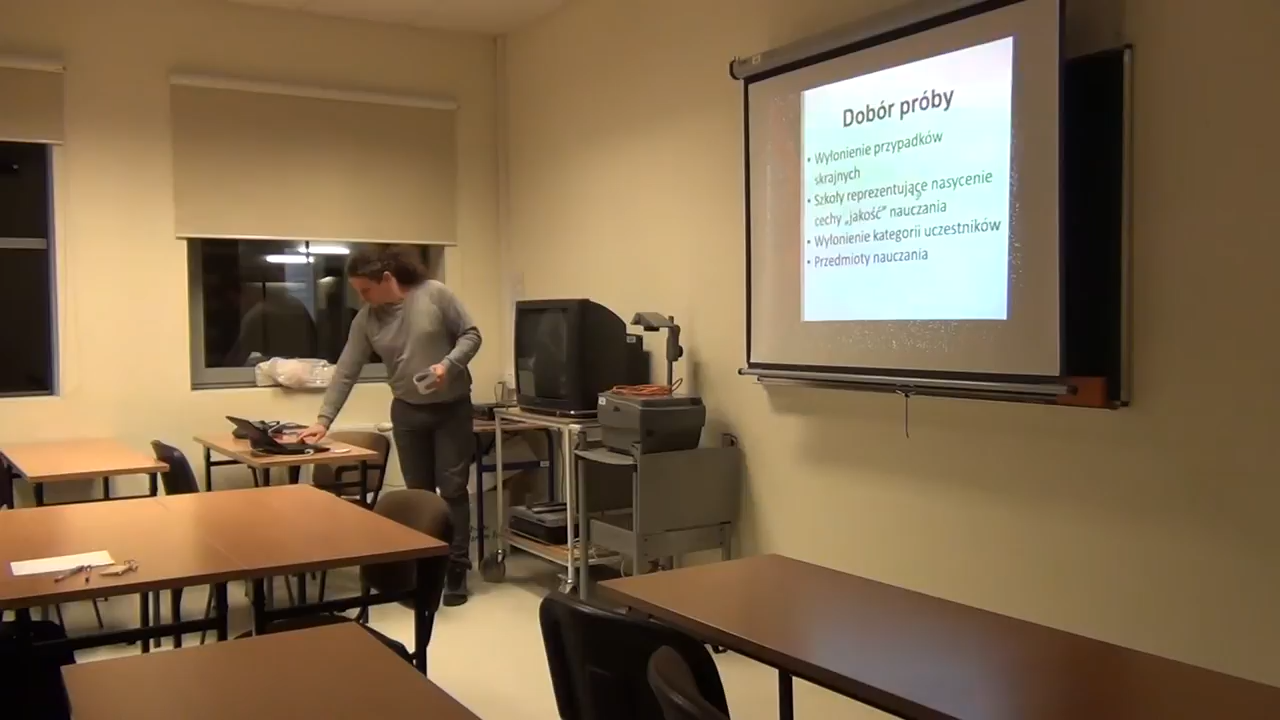 Dobór próby
• Wyłonienie przypadków
skrajnych
• Szkoły reprezentujące nasycenie
cechy „jakość” nauczania
• Wyłonienie kategorii uczestników
• Przedmioty nauczania